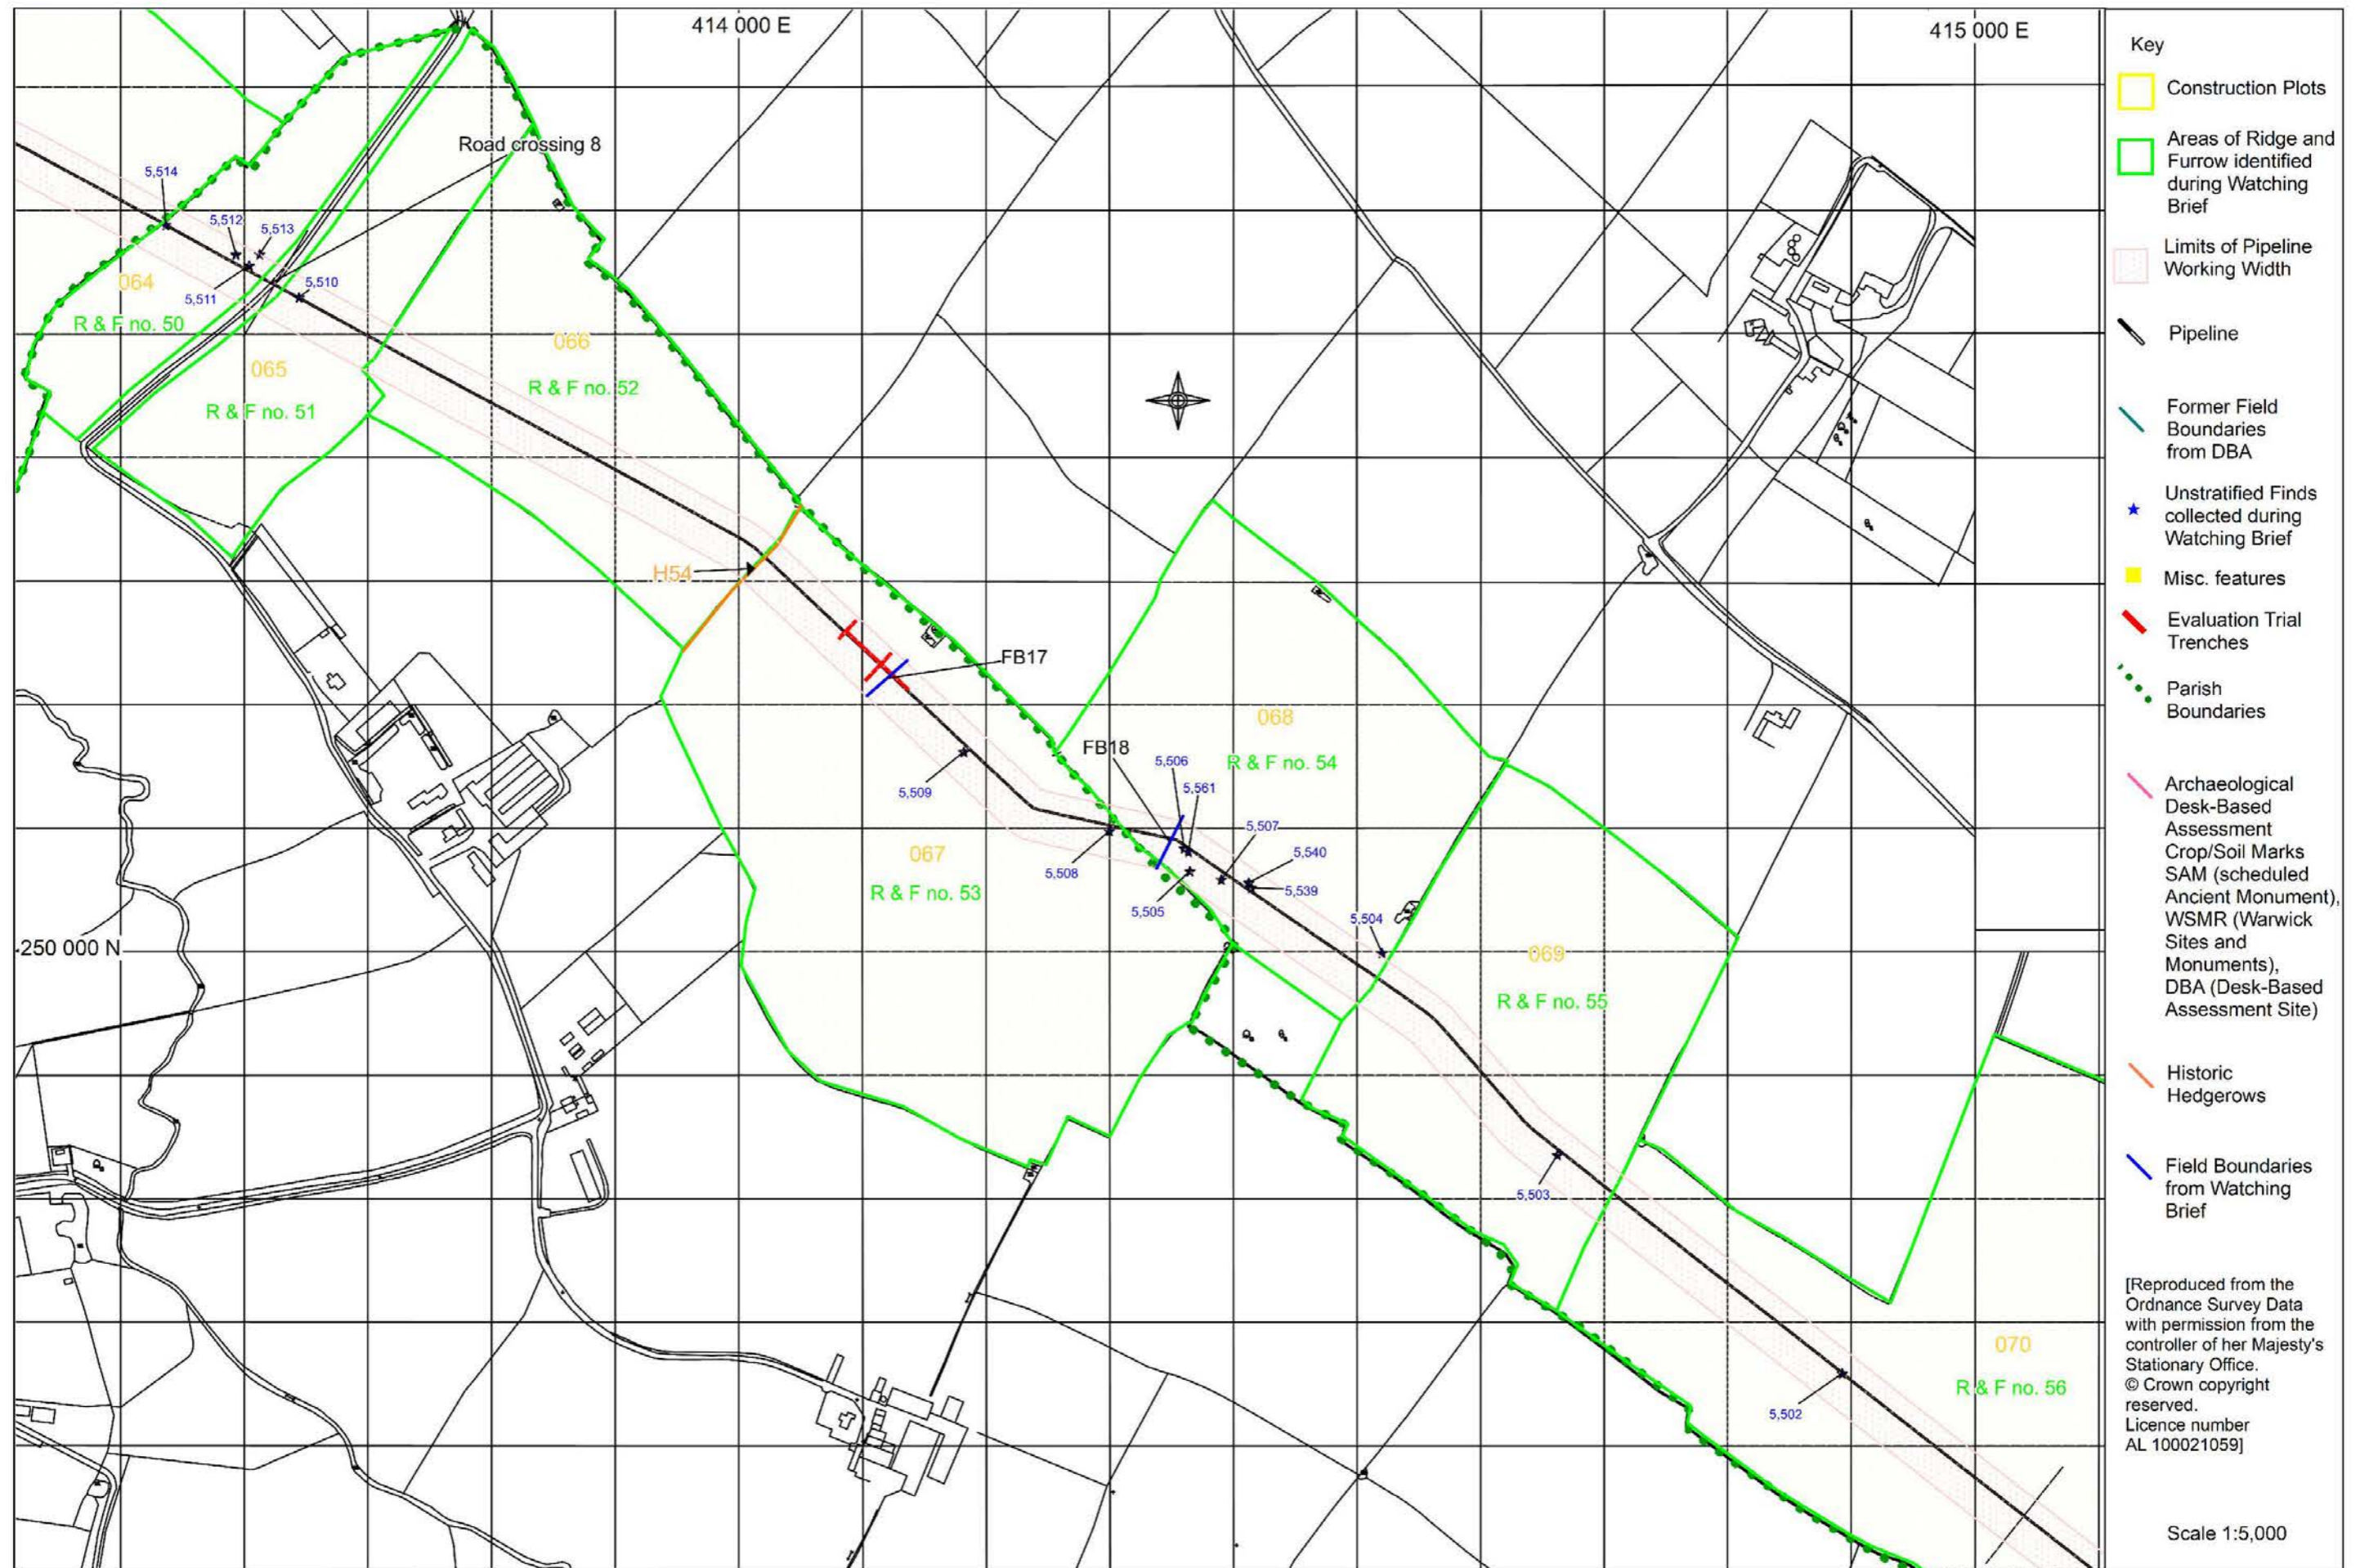 414 000 E
415 000 E
Road crossing 8
5,514
5,512
5,513
064
5,511
5,510
R & F no. 50
066
065
R & F no. 52
R & F no. 51
H54
FB17
068
FB18
5,506
R & F no. 54
5,561
5,509
5,507
067
5,540
5,508
R & F no. 53
5,539
5,505
5,504
250 000 N
069
R & F no. 55
5,503
070
R & F no. 56
5,502
Key
Construction Plots
Areas of Ridge and
Furrow identified
during Watching
Brief
Limits of Pipeline
Working Width
Pipeline
Former Field
Boundaries
from DBA
Unstratified Finds
collected during
Watching Brief
Misc. features
Evaluation Trial
Trenches
Parish
Boundaries
Archaeological
Desk-Based
Assessment
Crop/Soil Marks
SAM (scheduled
Ancient Monument),
WSMR (Warwick
Sites and
Monuments),
DBA (Desk-Based
Assessment Site)
Historic
Hedgerows
Field Boundaries
from Watching
Brief
[Reproduced from the
Ordnance Survey Data
with permission from the
controller of her Majesty's
Stationary Office.
© Crown copyright
reserved.
Licence number
AL 100021059]
Scale 1:5,000